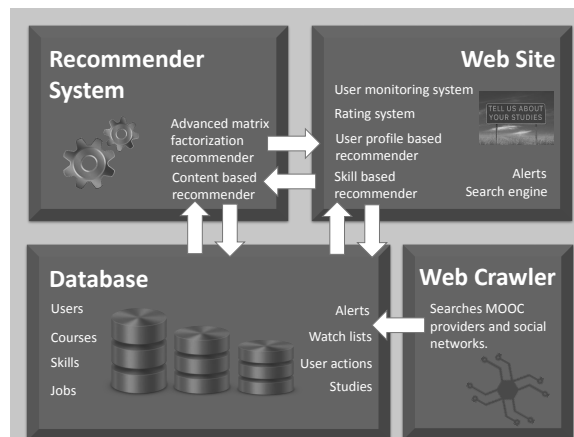 Recommender
System
Advanced matrix
factorization
recommender
Content based
recommender
Web Site
User monitoring system
Rating system
User profile based
recommender
Skill based
recommender
TELL US ABOUT
YOUR STUDIES
Alerts
Search engine
Database
Users
Courses
Skills
Jobs
Alerts
Watch lists
User actions
Studies
Web Crawler
Searches MOOC
providers and social
networks.